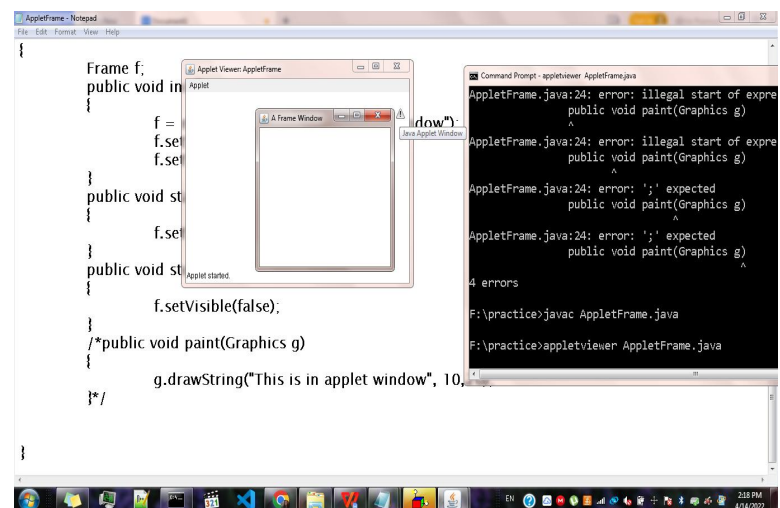 AppletFrame - Notepad
File Edit Format View Help
{
Frame f;
public void in
{
f = dow");
f.set
f.se
}
public void st
{
f.set
}
public void st
{
f.setVisible(false);
}
/*public void paint(Graphics g)
{
g.drawString("This is in applet window", 10,
}*/
}
Applet Viewer: AppletFrame
Applet
A Frame Window
Java Applet Window
Applet started.
Command Prompt - appletviewer AppletFrame.java
AppletFrame.java:24: error: illegal start of expre
public void paint(Graphics g)
^
AppletFrame.java:24: error: illegal start of expre
public void paint(Graphics g)
^
AppletFrame.java:24: error: ';' expected
public void paint(Graphics g)
^
AppletFrame.java:24: error: ';' expected
public void paint(Graphics g)
^
4 errors
F:\practice>javac AppletFrame.java
F:\practice>appletviewer AppletFrame.java
EN
2:18 PM
4/14/2022